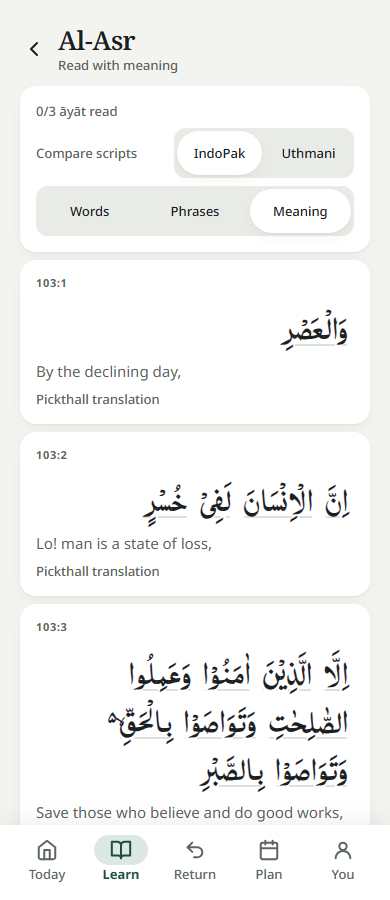 Al-Asr
Read with meaning
0/3 āyāt read
Compare scripts
IndoPak
Uthmani
Words
Phrases
Meaning
103:1
وَالْعَصْرِ
By the declining day,
Pickthall translation
103:2
اِنَّ الْاِنْسَانَ لَفِیْ خُسْرٍ
Lo! man is a state of loss,
Pickthall translation
103:3
اِلَّا الَّذِیْنَ اٰمَنُوْا وَعَمِلُوا
الصّٰلِحٰتِ وَتَوَاصَوْا بِالْحَقِّ ۙ۬
وَتَوَاصَوْا بِالصَّبْرِ
Save those who believe and do good works,
Today
Learn
Return
Plan
You